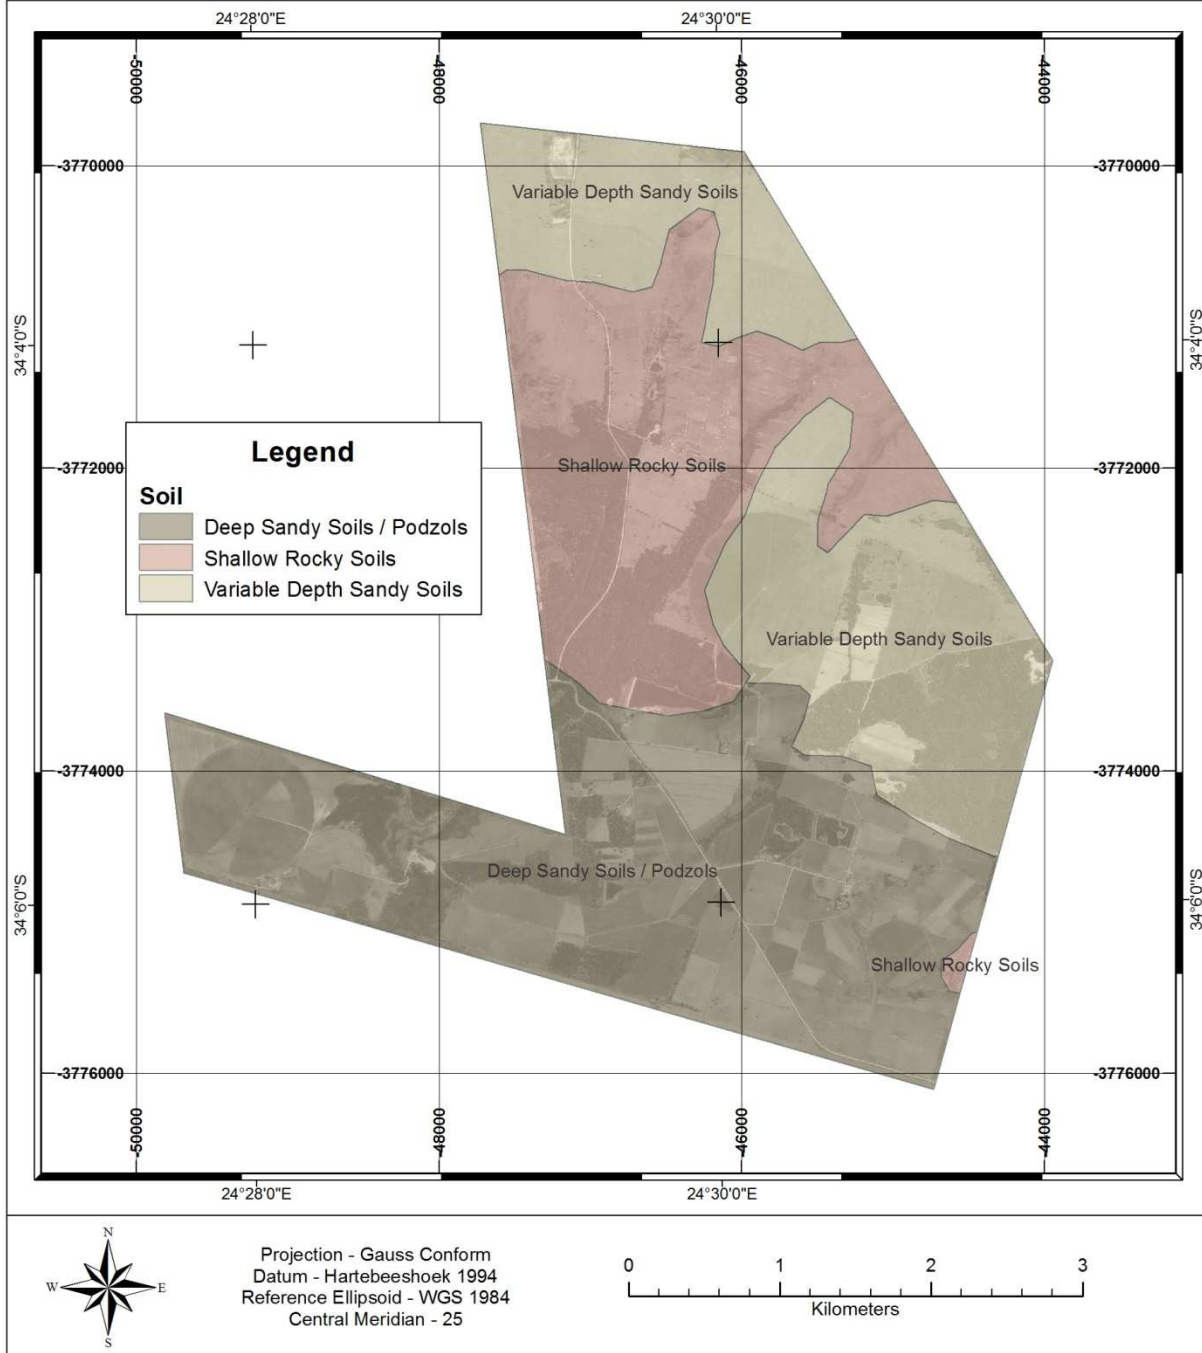 24°28'0"E
24°30'0"E
-50000
-48000
-46000
-44000
-3770000
-3770000
Variable Depth Sandy Soils
34°4'0"S
34°4'0"S
Legend
-3772000
Shallow Rocky Soils
-3772000
Soil
Deep Sandy Soils / Podzols
Shallow Rocky Soils
Variable Depth Sandy Soils
Variable Depth Sandy Soils
-3774000
-3774000
Deep Sandy Soils / Podzols
34°6'0"S
34°6'0"S
Shallow Rocky Soils
-3776000
-3776000
-50000
-48000
-46000
-44000
24°28'0"E
24°30'0"E
N
W
E
S
Projection - Gauss Conform
Datum - Hartebeeshoek 1994
Reference Ellipsoid - WGS 1984
Central Meridian - 25
0 1 2 3
Kilometers